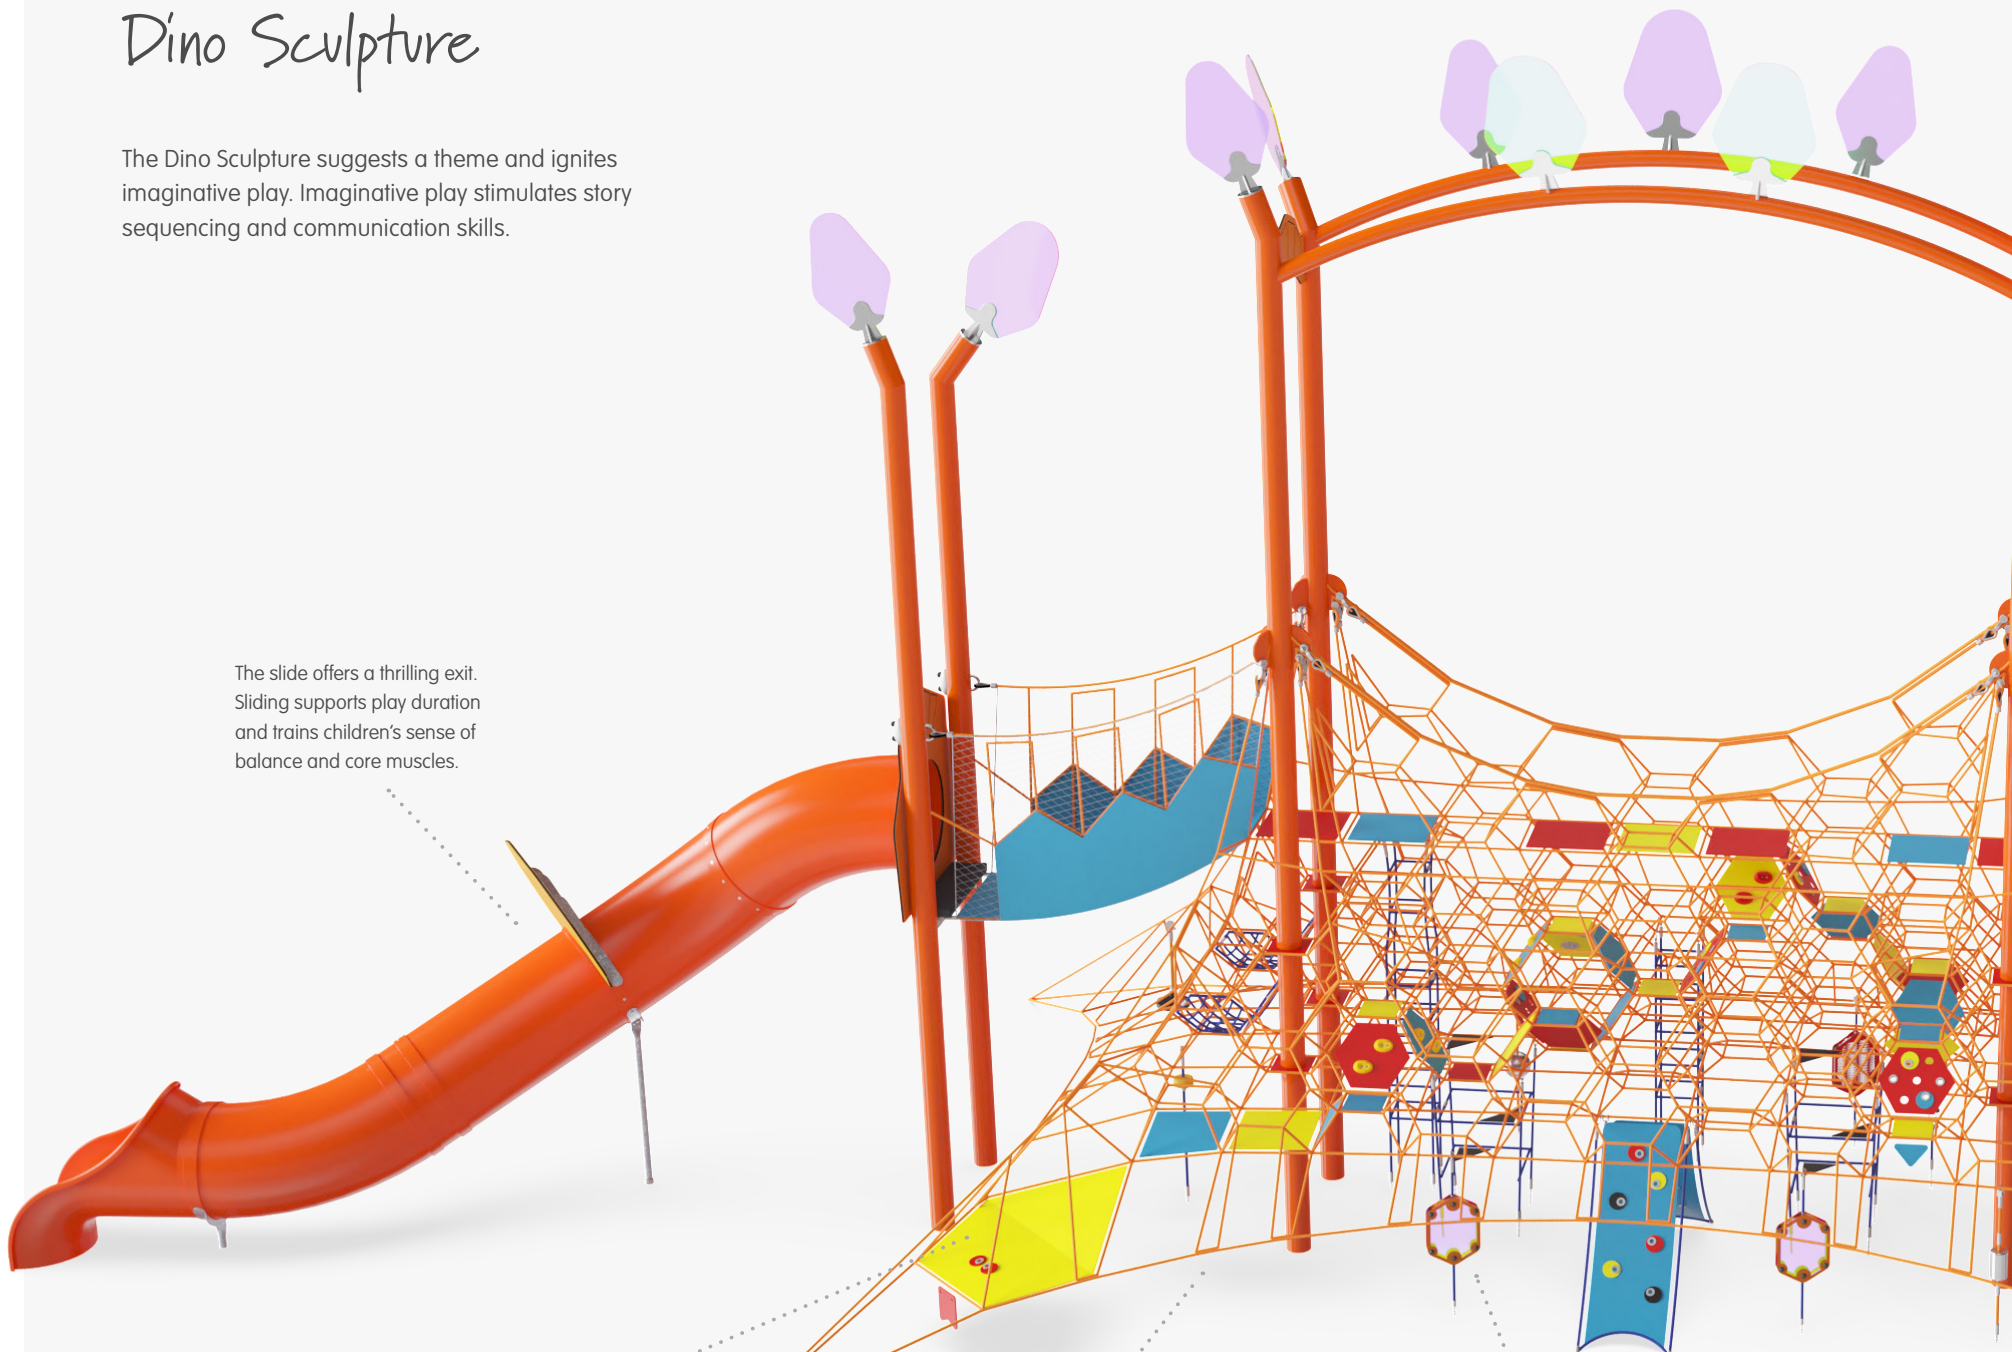 Dino Sculpture
The Dino Sculpture suggests a theme and ignites
imaginative play. Imaginative play stimulates story
sequencing and communication skills.
The slide offers a thrilling exit.
Sliding supports play duration
and trains children's sense of
balance and core muscles.